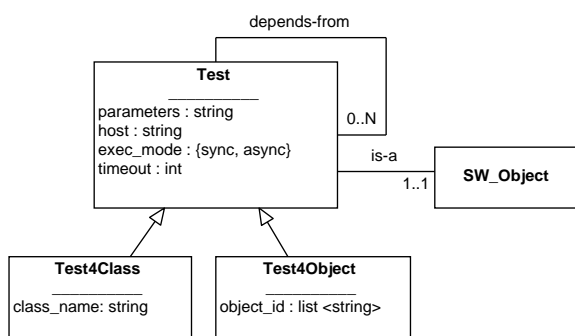 depends-from
Test
parameters : string
host : string
exec_mode : {sync, async}
timeout : int
0..N
is-a
1..1
SW_Object
Test4Class
class_name: string
Test4Object
object_id : list <string>